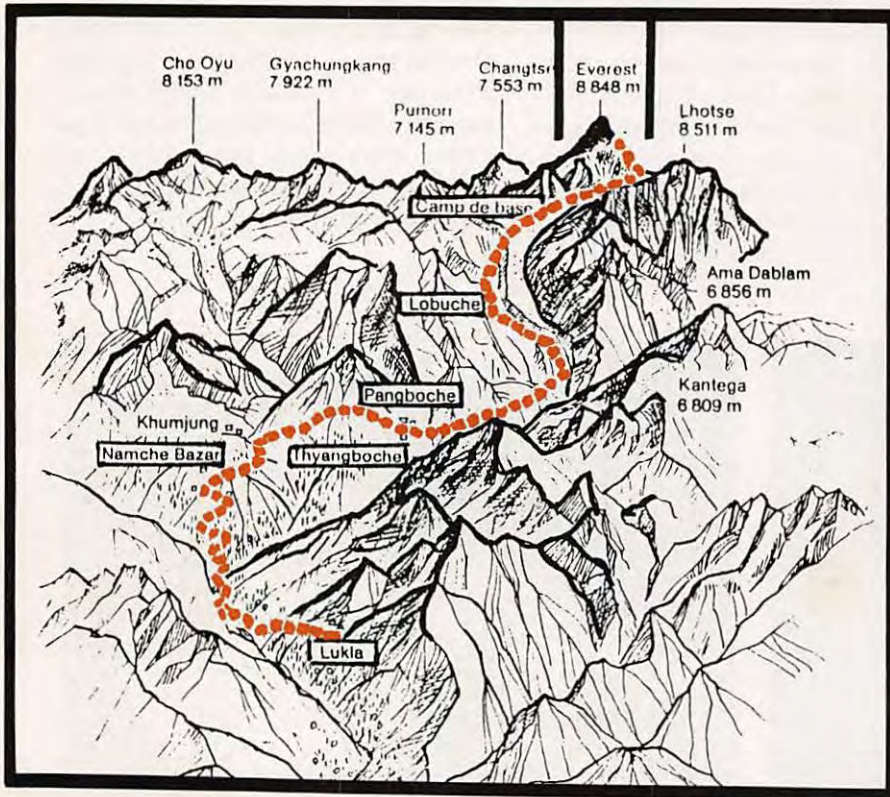 Cho Oyu
8 153 m
Gyachungkang
7 922 m
Pumori
7 145 m
Changtse
7 553 m
Everest
8 848 m
Lhotse
8 511 m
Camp de base
Ama Dablam
6 856 m
Lobuche
Kantega
6 809 m
Pangboche
Khumjung
Namche Bazar
Thyangboche
Lukla